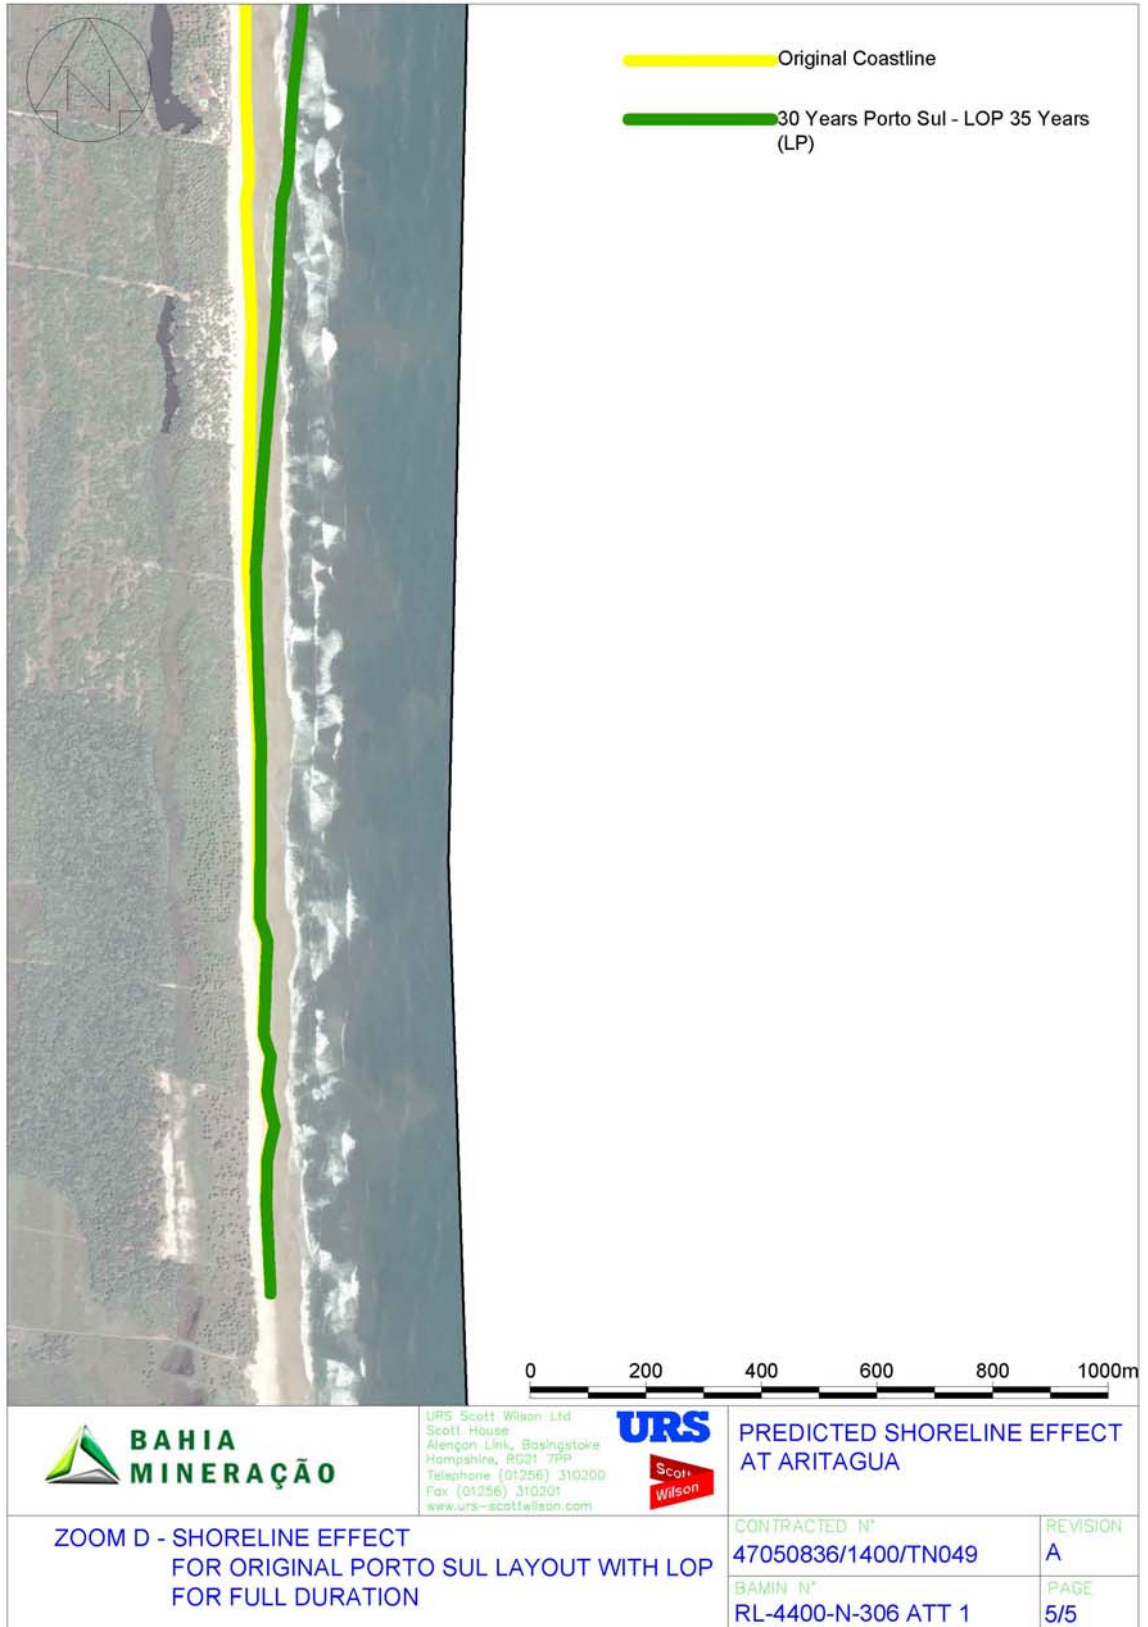 N
Original Coastline
30 Years Porto Sul - LOP 35 Years
(LP)
0 200 400 600 800 1000m
BAHIA
MINERAÇÃO
URS Scott Wilson Ltd
Scott House
Alençon Link, Basingstoke
Hampshire, RG21 7PP
Telephone (01256) 310200
Fax (01256) 310201
www.urs-scottwilson.com
URS
Scott
Wilson
PREDICTED SHORELINE EFFECT
AT ARITAGUA
ZOOM D - SHORELINE EFFECT
FOR ORIGINAL PORTO SUL LAYOUT WITH LOP
FOR FULL DURATION
CONTRACTED N°
47050836/1400/TN049
REVISION
A
BAMIN N°
RL-4400-N-306 ATT 1
PAGE
5/5